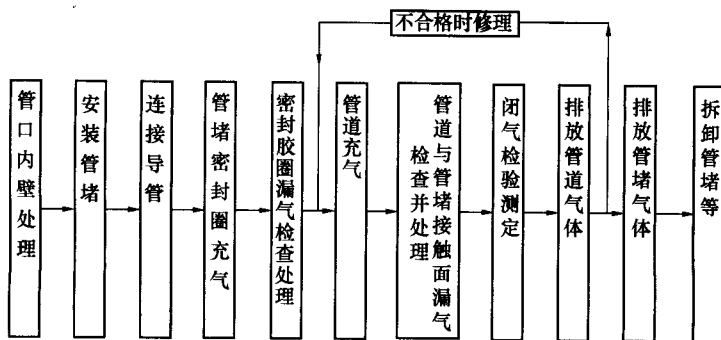 不合格时修理
管口内壁处理
安装管堵
连接导管
管堵密封圈充气
密封胶圈漏气检查处理
管道充气
管道与管堵接触面漏气
检查并处理
闭气检验测定
排放管道气体
排放管堵气体
拆卸管堵等